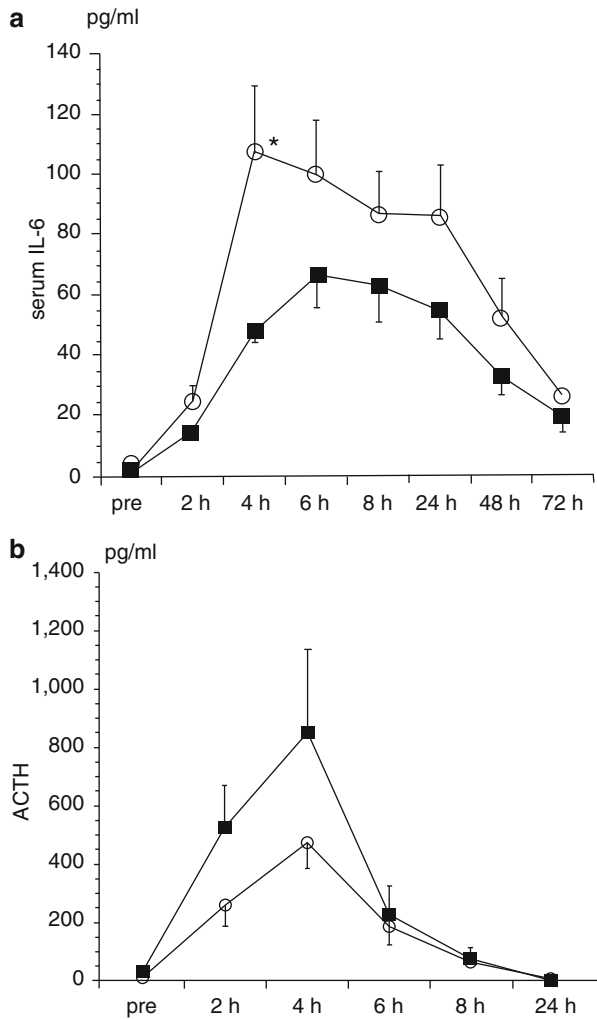 a
pg/ml
140
120
100
80
60
40
20
0
serum IL-6
*
pre 2 h 4 h 6 h 8 h 24 h 48 h 72 h
b
pg/ml
1,400
1,200
1,000
800
600
400
200
0
ACTH
pre 2 h 4 h 6 h 8 h 24 h